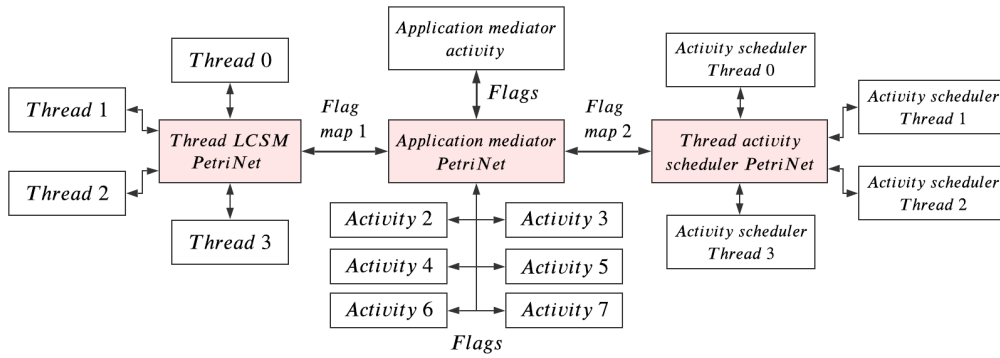 Thread 0
Thread 1
Thread LCSM
PetriNet
Thread 2
Thread 3
Flag
map 1
Application mediator
activity
Flags
Application mediator
PetriNet
Activity 2
Activity 3
Activity 4
Activity 5
Activity 6
Activity 7
Flags
Flag
map 2
Activity scheduler
Thread 0
Thread activity
scheduler PetriNet
Activity scheduler
Thread 1
Activity scheduler
Thread 2
Activity scheduler
Thread 3